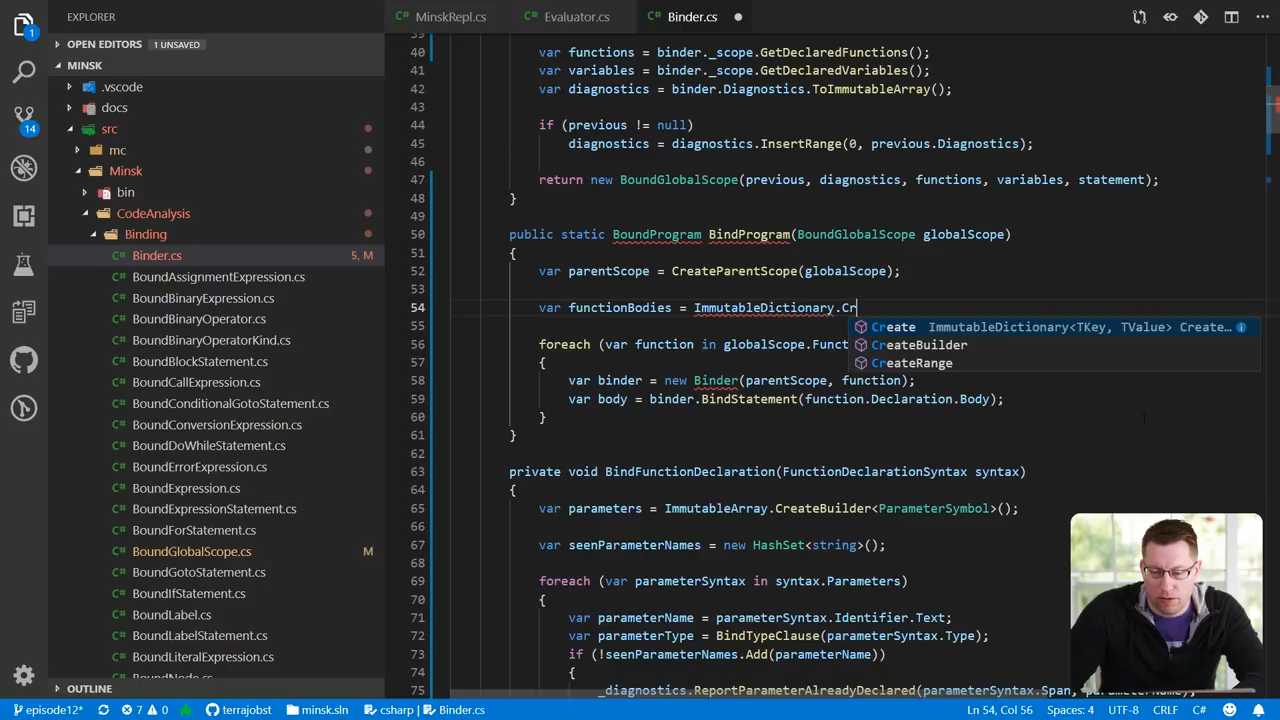 EXPLORER
MinskRepl.cs
Evaluator.cs
Binder.cs
OPEN EDITORS 1 UNSAVED
MINSK
.vscode
docs
src
mc
Minsk
bin
CodeAnalysis
Binding
Binder.cs 5, M
BoundAssignmentExpression.cs
BoundBinaryExpression.cs
BoundBinaryOperator.cs
BoundBinaryOperatorKind.cs
BoundBlockStatement.cs
BoundCallExpression.cs
BoundConditionalGotoStatement.cs
BoundConversionExpression.cs
BoundDoWhileStatement.cs
BoundErrorExpression.cs
BoundExpression.cs
BoundExpressionStatement.cs
BoundForStatement.cs
BoundGlobalScope.cs M
BoundGotoStatement.cs
BoundIfStatement.cs
BoundLabel.cs
BoundLabelStatement.cs
BoundLiteralExpression.cs
BoundNode.cs
OUTLINE
1
14
39
40 var functions = binder._scope.GetDeclaredFunctions();
41 var variables = binder._scope.GetDeclaredVariables();
42 var diagnostics = binder.Diagnostics.ToImmutableArray();
43
44 if (previous != null)
45 diagnostics = diagnostics.InsertRange(0, previous.Diagnostics);
46
47 return new BoundGlobalScope(previous, diagnostics, functions, variables, statement);
48 }
49
50 public static BoundProgram BindProgram(BoundGlobalScope globalScope)
51 {
52 var parentScope = CreateParentScope(globalScope);
53
54 var functionBodies = ImmutableDictionary.Cr
Create ImmutableDictionary<TKey, TValue> Create…
CreateBuilder
CreateRange
55
56 foreach (var function in globalScope.Funct
57 {
58 var binder = new Binder(parentScope, function);
59 var body = binder.BindStatement(function.Declaration.Body);
60 }
61 }
62
63 private void BindFunctionDeclaration(FunctionDeclarationSyntax syntax)
64 {
65 var parameters = ImmutableArray.CreateBuilder<ParameterSymbol>();
66
67 var seenParameterNames = new HashSet<string>();
68
69 foreach (var parameterSyntax in syntax.Parameters)
70 {
71 var parameterName = parameterSyntax.Identifier.Text;
72 var parameterType = BindTypeClause(parameterSyntax.Type);
73 if (!seenParameterNames.Add(parameterName))
74 {
75 _diagnostics.ReportParameterAlreadyDeclared(parameterSyntax.Span, parameterName);
episode12* 7 0 terrajobst minsk.sln csharp Binder.cs Ln 54, Col 56 Spaces: 4 UTF-8 CRLF C# 1